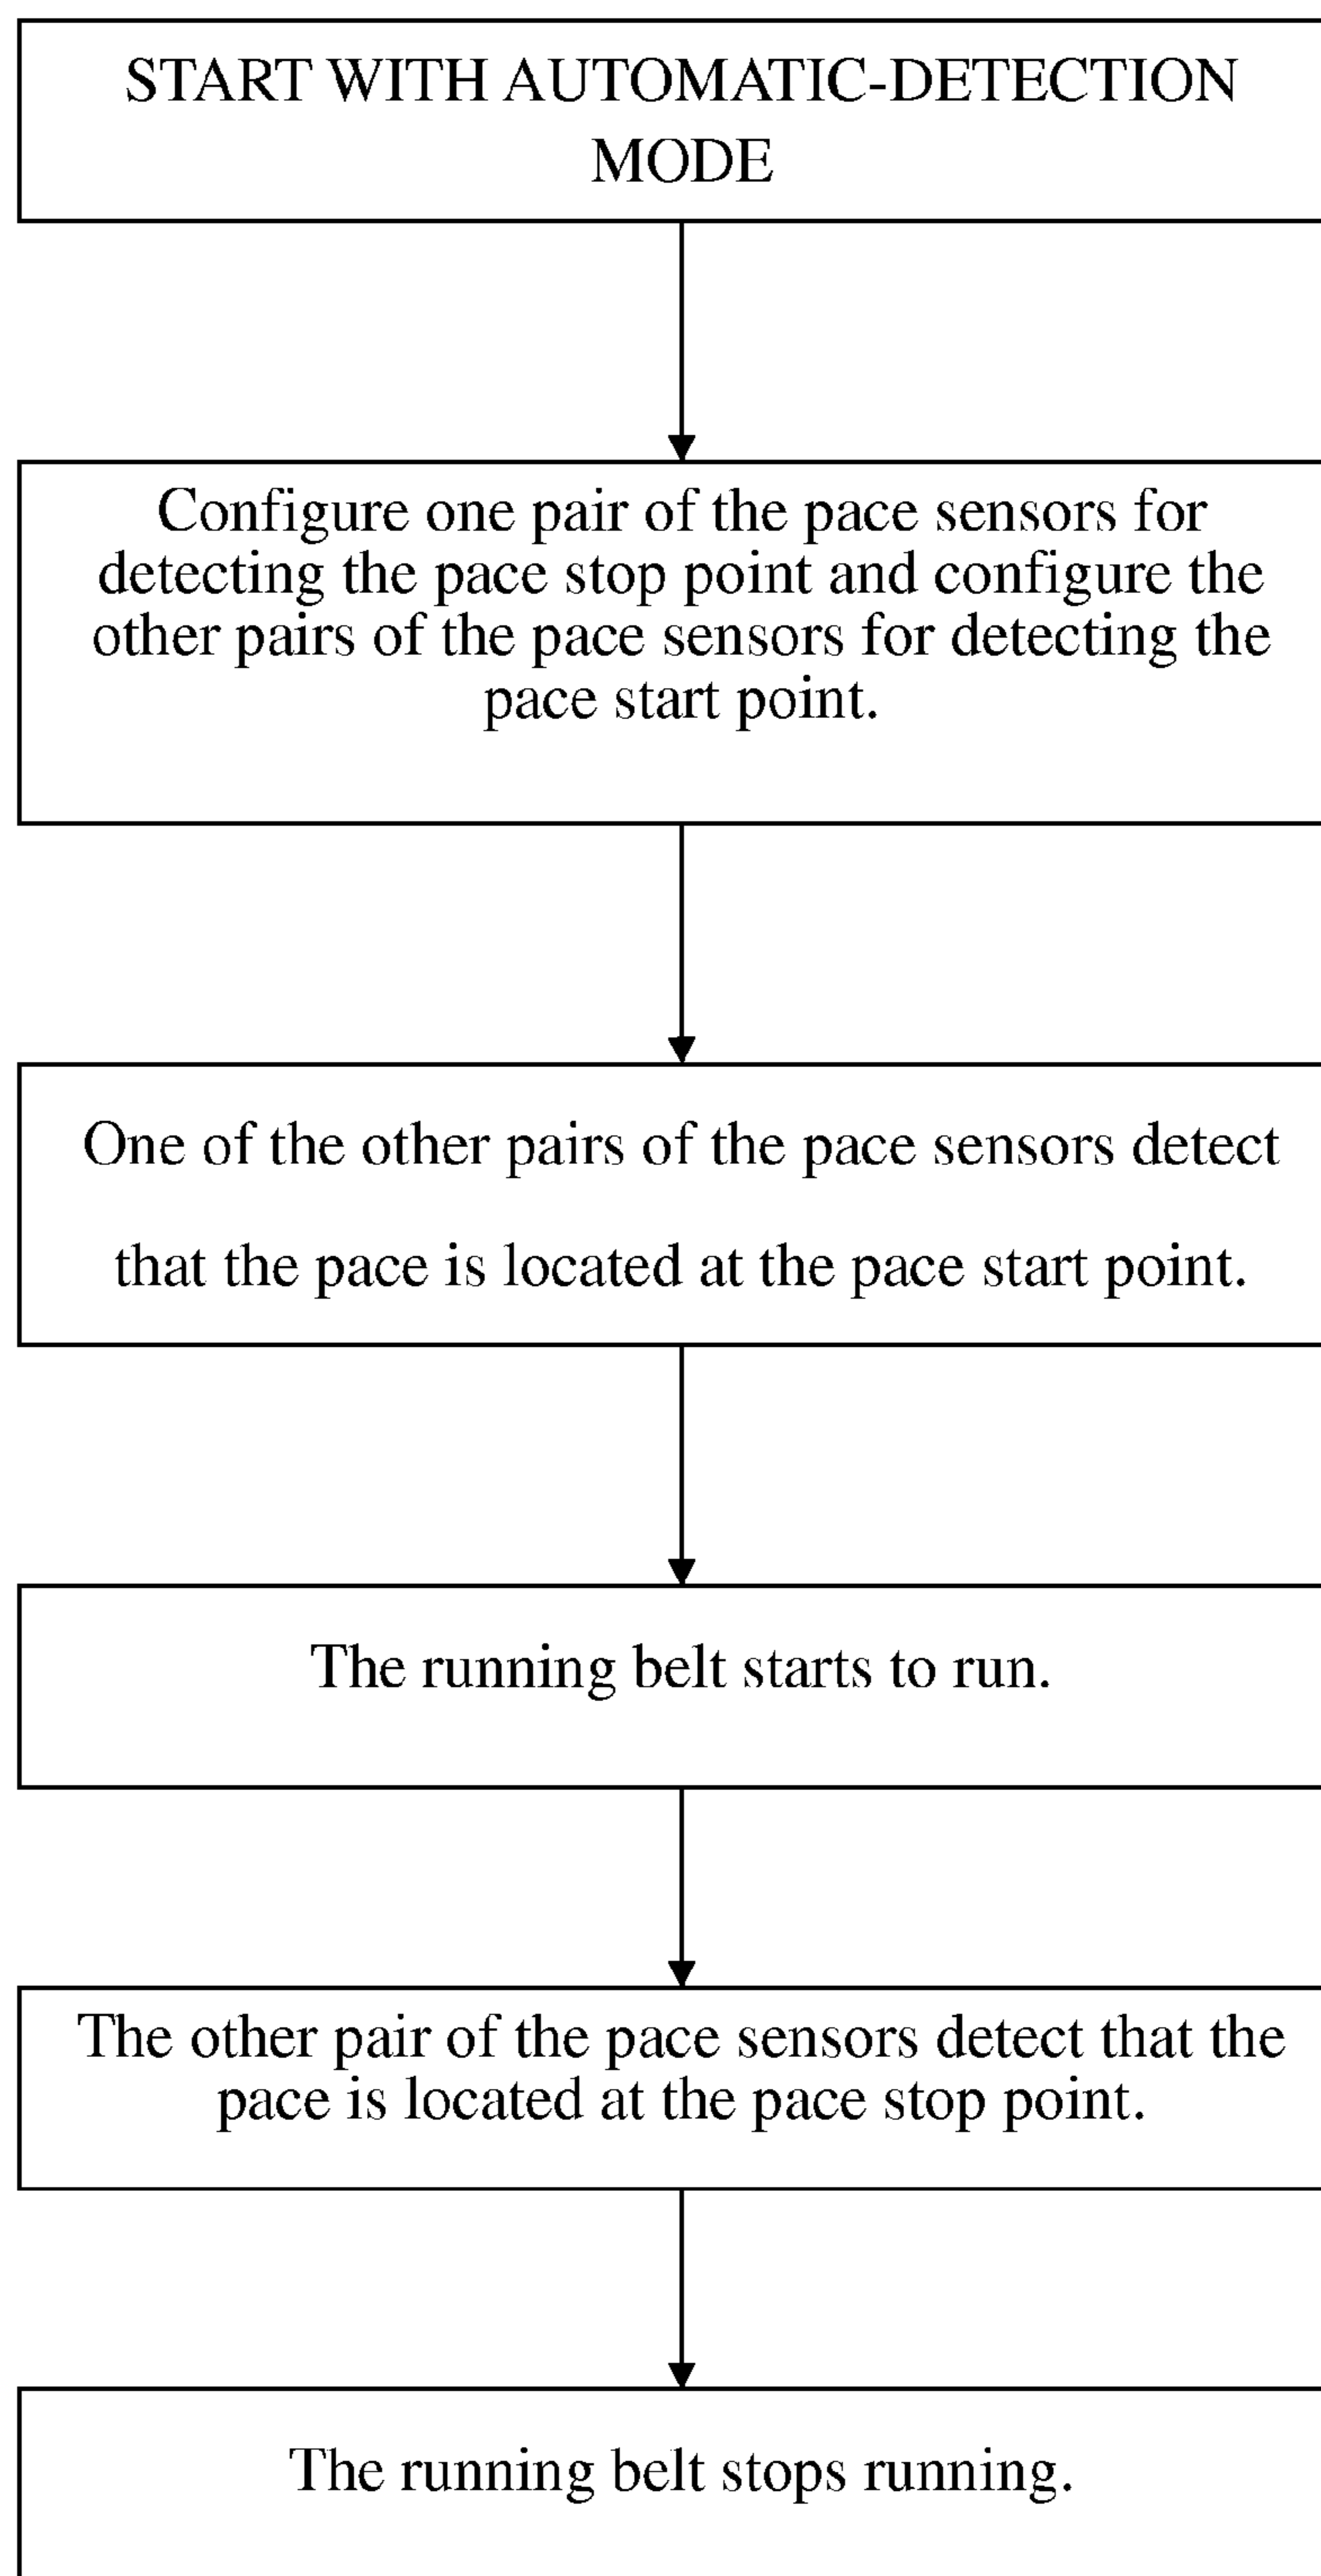 START WITH AUTOMATIC-DETECTION
MODE
Configure one pair of the pace sensors for
detecting the pace stop point and configure the
other pairs of the pace sensors for detecting the
pace start point.
One of the other pairs of the pace sensors detect
that the pace is located at the pace start point.
The running belt starts to run.
The other pair of the pace sensors detect that the
pace is located at the pace stop point.
The running belt stops running.